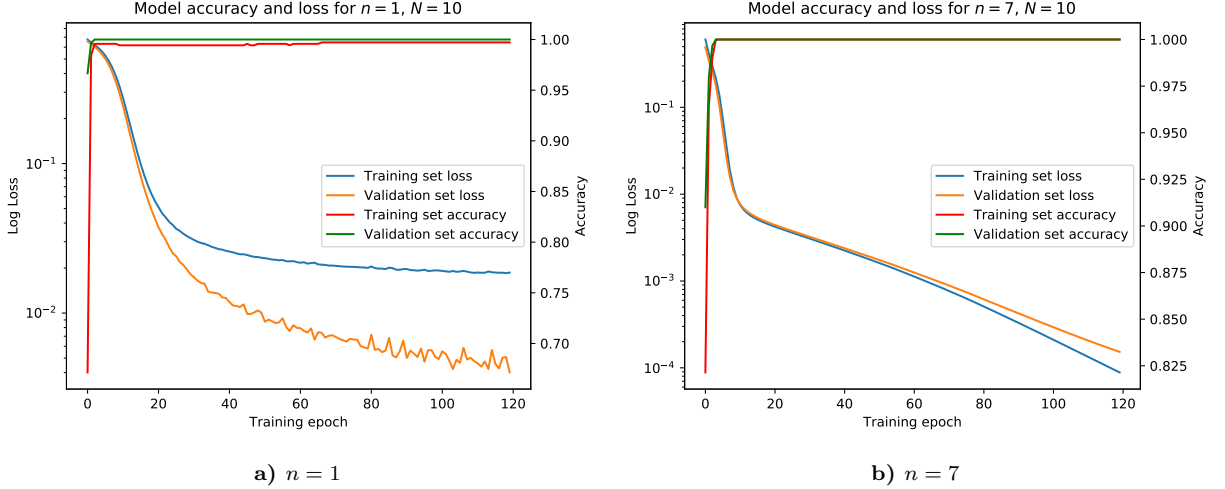 Model accuracy and loss for n = 1, N = 10
Log Loss
10⁻¹
10⁻²
1.00
0.95
0.90
0.85
0.80
0.75
0.70
Accuracy
Training set loss
Validation set loss
Training set accuracy
Validation set accuracy
0 20 40 60 80 100 120
Training epoch
a) n = 1
Model accuracy and loss for n = 7, N = 10
Log Loss
10⁻¹
10⁻²
10⁻³
10⁻⁴
1.000
0.975
0.950
0.925
0.900
0.875
0.850
0.825
Accuracy
Training set loss
Validation set loss
Training set accuracy
Validation set accuracy
0 20 40 60 80 100 120
Training epoch
b) n = 7